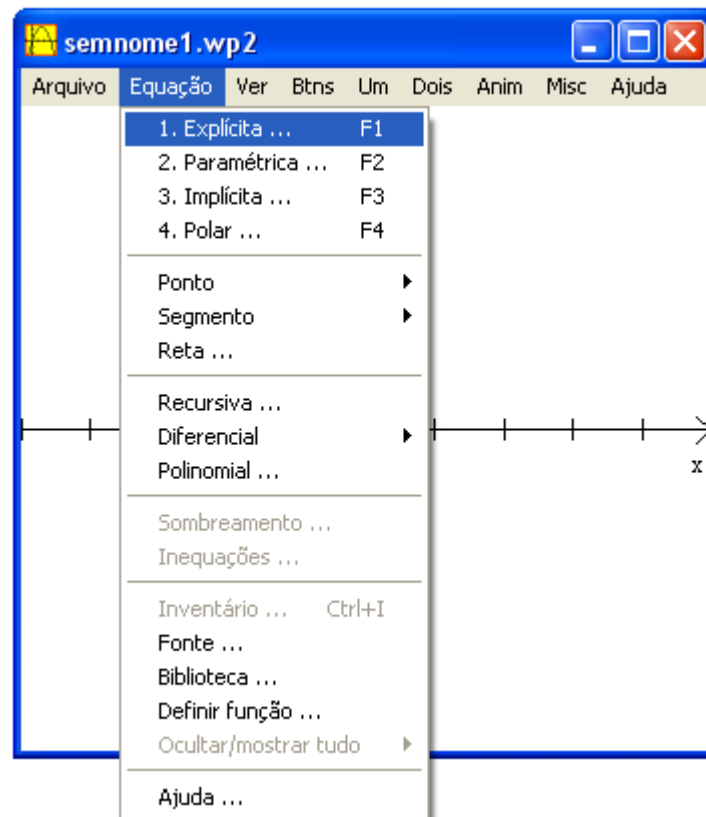 semnome1.wp2
Arquivo Equação Ver Btns Um Dois Anim Misc Ajuda
1. Explícita ... F1
2. Paramétrica ... F2
3. Implícita ... F3
4. Polar ... F4
Ponto
Segmento
Reta ...
Recursiva ...
Diferencial
Polinomial ...
x
Sombreamento ...
Inequações ...
Inventário ... Ctrl+I
Fonte ...
Biblioteca ...
Definir função ...
Ocultar/mostrar tudo
Ajuda ...